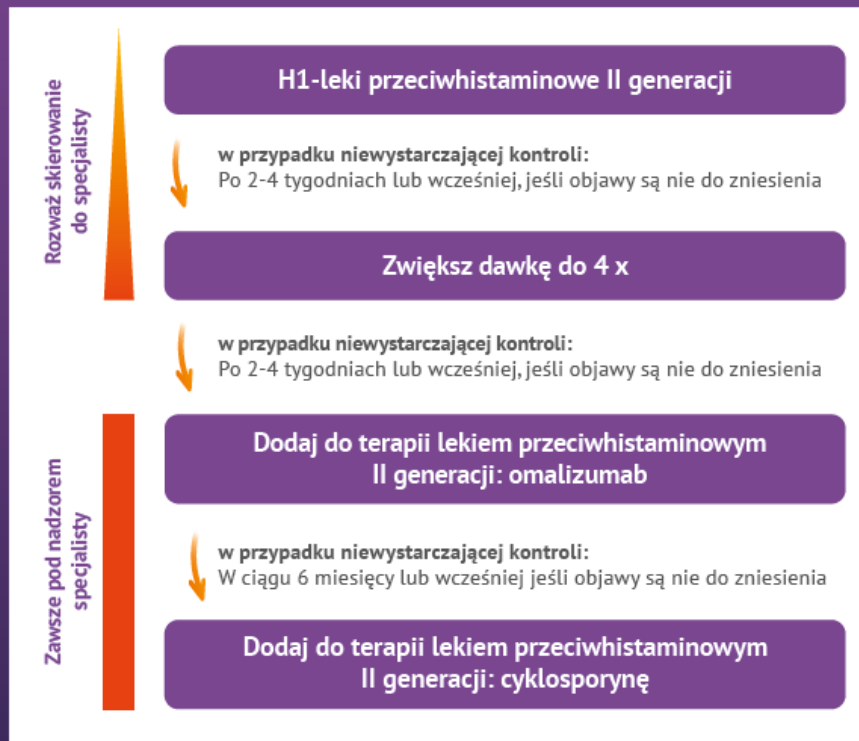 Rozważ skierowanie
do specjalisty
H1-leki przeciwhistaminowe II generacji
w przypadku niewystarczającej kontroli:
Po 2-4 tygodniach lub wcześniej, jeśli objawy są nie do zniesienia
Zwiększ dawkę do 4 x
w przypadku niewystarczającej kontroli:
Po 2-4 tygodniach lub wcześniej, jeśli objawy są nie do zniesienia
Zawsze pod nadzorem
specjalisty
Dodaj do terapii lekiem przeciwhistaminowym
II generacji: omalizumab
w przypadku niewystarczającej kontroli:
W ciągu 6 miesięcy lub wcześniej jeśli objawy są nie do zniesienia
Dodaj do terapii lekiem przeciwhistaminowym
II generacji: cyklosporynę